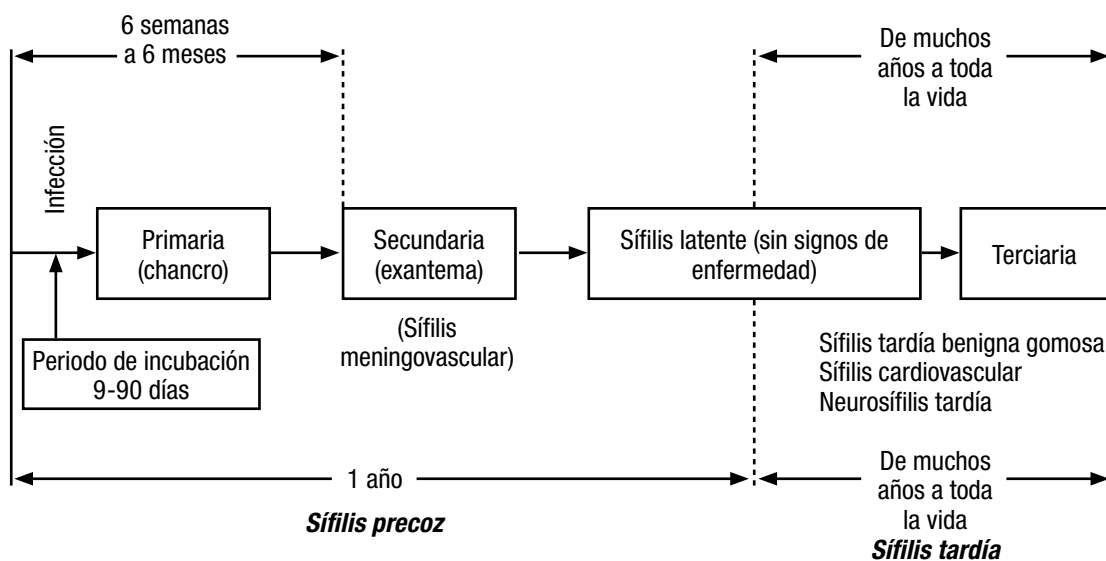 6 semanas
a 6 meses
De muchos
años a toda
la vida
Infección
Primaria
(chancro)
Secundaria
(exantema)
Sífilis latente (sin signos de
enfermedad)
Terciaria
Periodo de incubación
9-90 días
(Sífilis
meningovascular)
Sífilis tardía benigna gomosa
Sífilis cardiovascular
Neurosífilis tardía
1 año
Sífilis precoz
De muchos
años a toda
la vida
Sífilis tardía